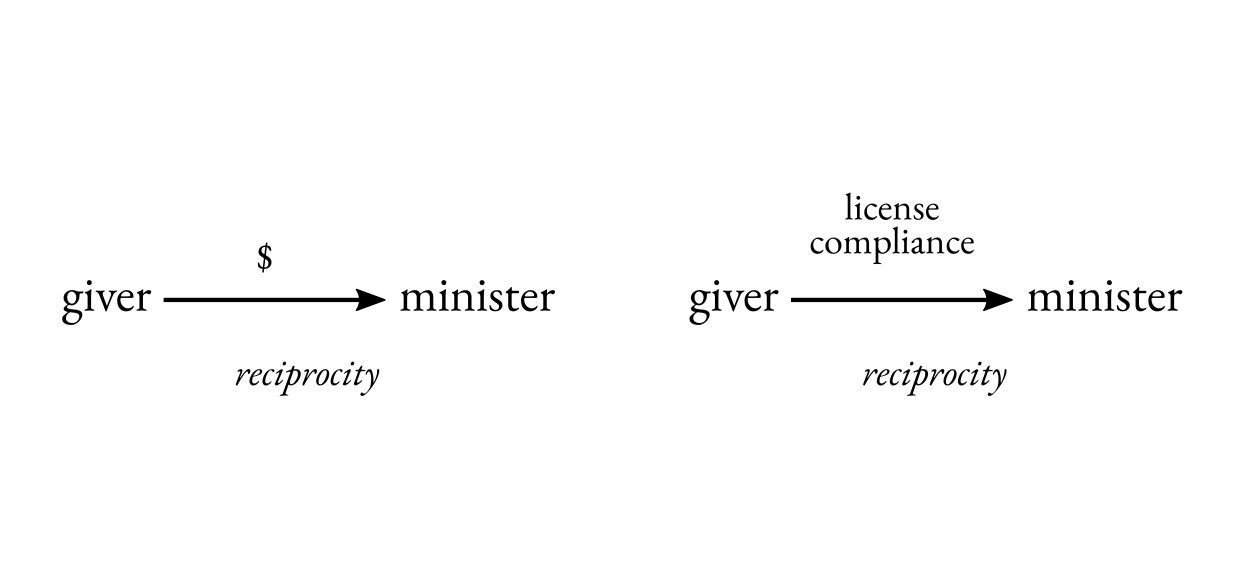 $
giver minister
reciprocity
license
compliance
giver minister
reciprocity